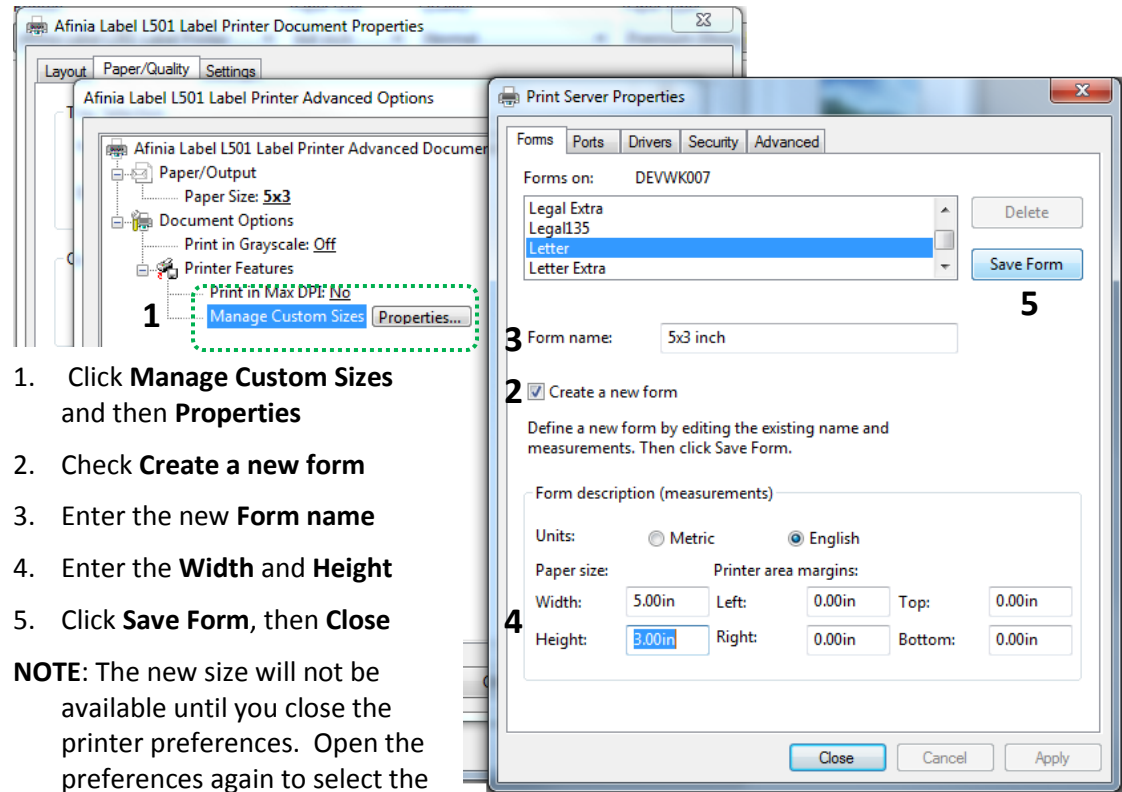 Afinia Label L501 Label Printer Document Properties
Layout Paper/Quality Settings
Afinia Label L501 Label Printer Advanced Options
Afinia Label L501 Label Printer Advanced Documen
Paper/Output
Paper Size: 5x3
Document Options
Print in Grayscale: Off
Printer Features
Print in Max DPI: No
1
Manage Custom Sizes Properties...
1. Click Manage Custom Sizes
and then Properties
2. Check Create a new form
3. Enter the new Form name
4. Enter the Width and Height
5. Click Save Form, then Close
NOTE: The new size will not be
available until you close the
printer preferences. Open the
preferences again to select the
Print Server Properties
Forms Ports Drivers Security Advanced
Forms on: DEVWK007
Legal Extra
Legal135
Letter
Letter Extra
Delete
Save Form
5
3 Form name: 5x3 inch
2 Create a new form
Define a new form by editing the existing name and
measurements. Then click Save Form.
Form description (measurements)
Units: Metric English
Paper size: Printer area margins:
Width: 5.00in Left: 0.00in Top: 0.00in
4
Height: 3.00in Right: 0.00in Bottom: 0.00in
Close Cancel Apply